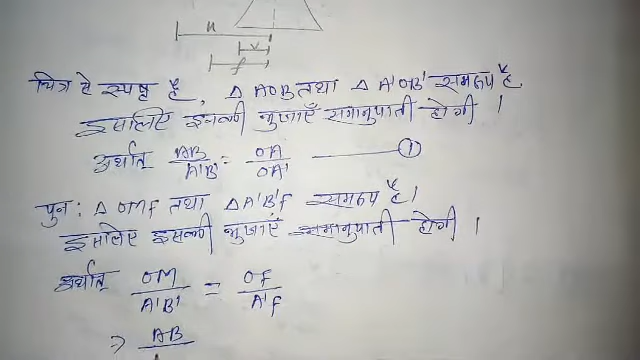 u
v
f
चित्र से स्पष्ट है, △ AOB तथा △ A'OB' समरूप है
इसलिए इसकी भुजाएँ समानुपाती होगी ।
अर्थात् AB/A'B' = OA/OA' ——— ①
पुन: △ OMF तथा △A'B'F समरूप है।
इसलिए इसकी भुजाएँ समानुपाती होगी ।
अर्थात् OM/A'B' = OF/A'F
⇒ AB